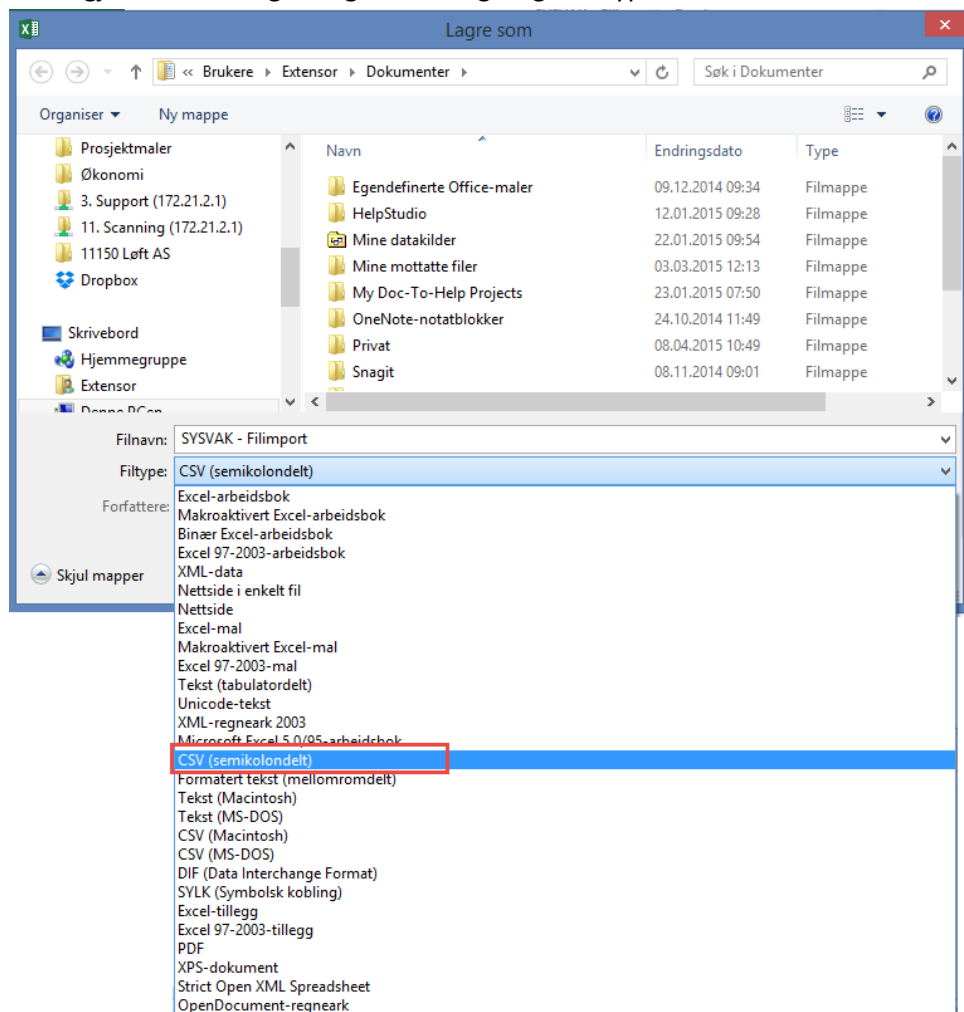 Lagre som
« Brukere ▸ Extensor ▸ Dokumenter ▸
Søk i Dokumenter
Organiser ▾ Ny mappe
Prosjektmaler
Økonomi
3. Support (172.21.2.1)
11. Scanning (172.21.2.1)
11150 Løft AS
Dropbox
Skrivebord
Hjemmegruppe
Extensor
Denne PCen
Navn Endringsdato Type
Egendefinerte Office-maler 09.12.2014 09:34 Filmappe
HelpStudio 12.01.2015 09:28 Filmappe
Mine datakilder 22.01.2015 09:54 Filmappe
Mine mottatte filer 03.03.2015 12:13 Filmappe
My Doc-To-Help Projects 23.01.2015 07:50 Filmappe
OneNote-notatblokker 24.10.2014 11:49 Filmappe
Privat 08.04.2015 10:49 Filmappe
Snagit 08.11.2014 09:01 Filmappe
Filnavn: SYSVAK - Filimport
Filtype: CSV (semikolondelt)
Forfattere:
Skjul mapper
Excel-arbeidsbok
Makroaktivert Excel-arbeidsbok
Binær Excel-arbeidsbok
Excel 97-2003-arbeidsbok
XML-data
Nettside i enkelt fil
Nettside
Excel-mal
Makroaktivert Excel-mal
Excel 97-2003-mal
Tekst (tabulatordelt)
Unicode-tekst
XML-regneark 2003
Microsoft Excel 5.0/95-arbeidsbok
CSV (semikolondelt)
Formatert tekst (mellomromdelt)
Tekst (Macintosh)
Tekst (MS-DOS)
CSV (Macintosh)
CSV (MS-DOS)
DIF (Data Interchange Format)
SYLK (Symbolsk kobling)
Excel-tillegg
Excel 97-2003-tillegg
PDF
XPS-dokument
Strict Open XML Spreadsheet
OpenDocument-regneark